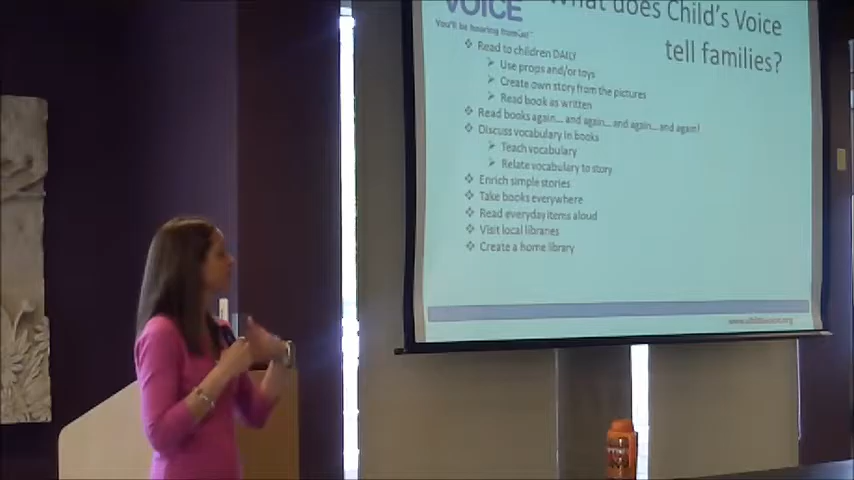 VOICE
You'll be hearing from us!™
What does Child's Voice
tell families?
Read to children DAILY
Use props and/or toys
Create own story from the pictures
Read book as written
Read books again... and again... and again... and again!
Discuss vocabulary in books
Teach vocabulary
Relate vocabulary to story
Enrich simple stories
Take books everywhere
Read everyday items aloud
Visit local libraries
Create a home library
www.childsvoice.org